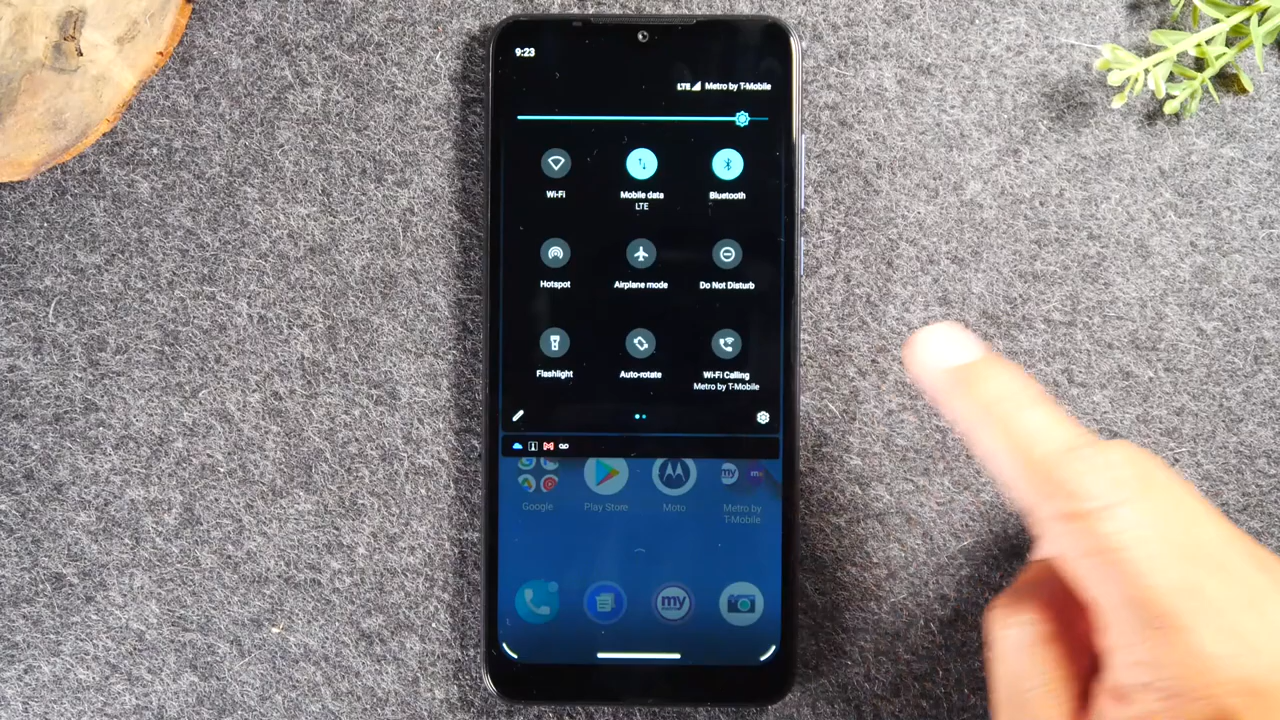 9:23
LTE Metro by T-Mobile
Wi-Fi Mobile data Bluetooth
LTE
Hotspot Airplane mode Do Not Disturb
Flashlight Auto-rotate Wi-Fi Calling
Metro by T-Mobile
Google Play Store Moto Metro by
T-Mobile
my